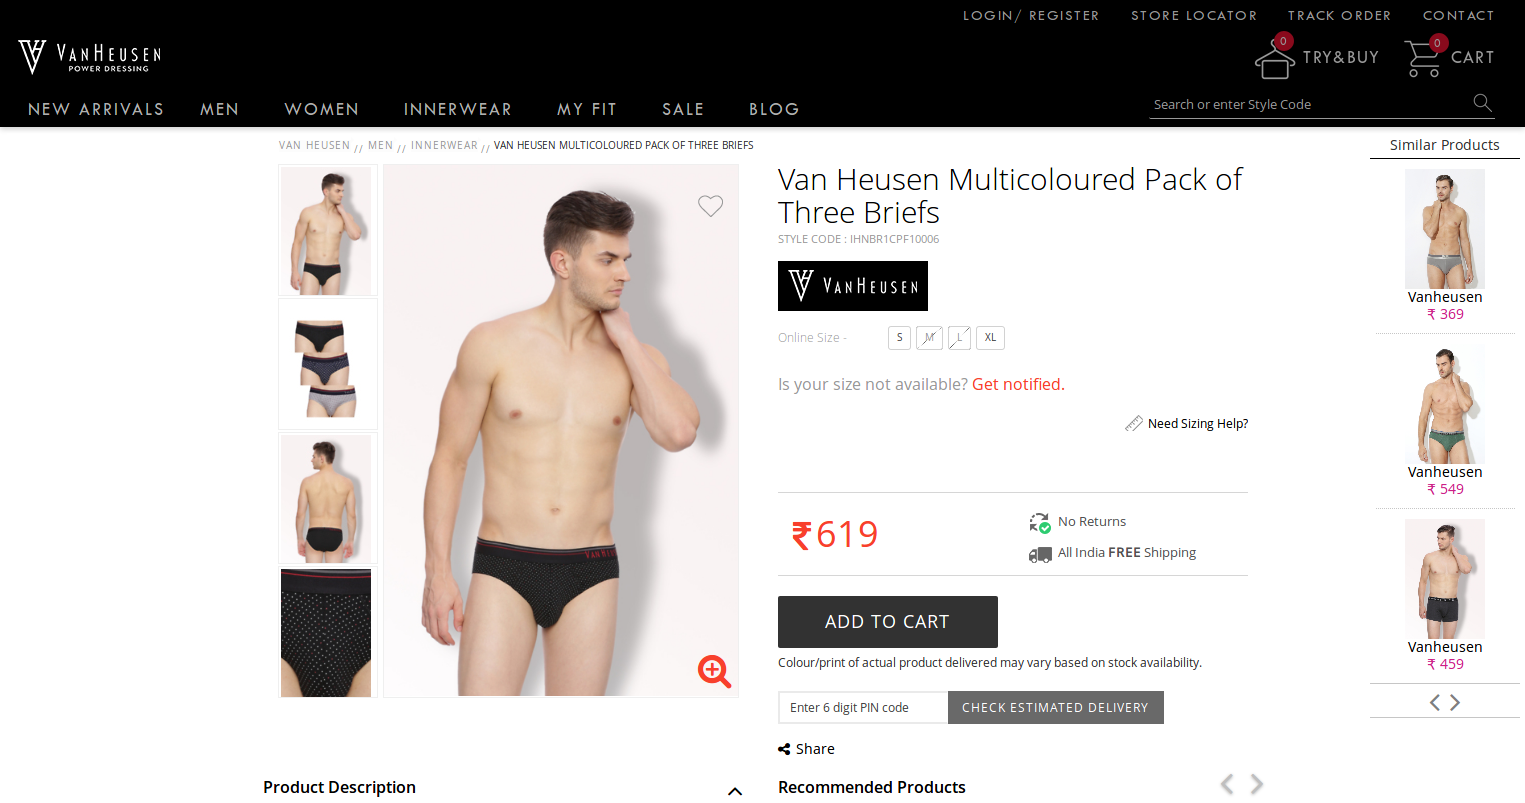 LOGIN/ REGISTER STORE LOCATOR TRACK ORDER CONTACT
VANHEUSEN
POWER DRESSING
0 TRY&BUY 0 CART
NEW ARRIVALS MEN WOMEN INNERWEAR MY FIT SALE BLOG
Search or enter Style Code
VAN HEUSEN // MEN // INNERWEAR // VAN HEUSEN MULTICOLOURED PACK OF THREE BRIEFS
VAN HEUSEN
Van Heusen Multicoloured Pack of
Three Briefs
STYLE CODE : IHNBR1CPF10006
VANHEUSEN
Online Size - S M L XL
Is your size not available? Get notified.
Need Sizing Help?
₹619
No Returns
All India FREE Shipping
ADD TO CART
Colour/print of actual product delivered may vary based on stock availability.
Enter 6 digit PIN code CHECK ESTIMATED DELIVERY
Share
Similar Products
Vanheusen
₹ 369
Vanheusen
₹ 549
Vanheusen
₹ 459
Product Description
Recommended Products